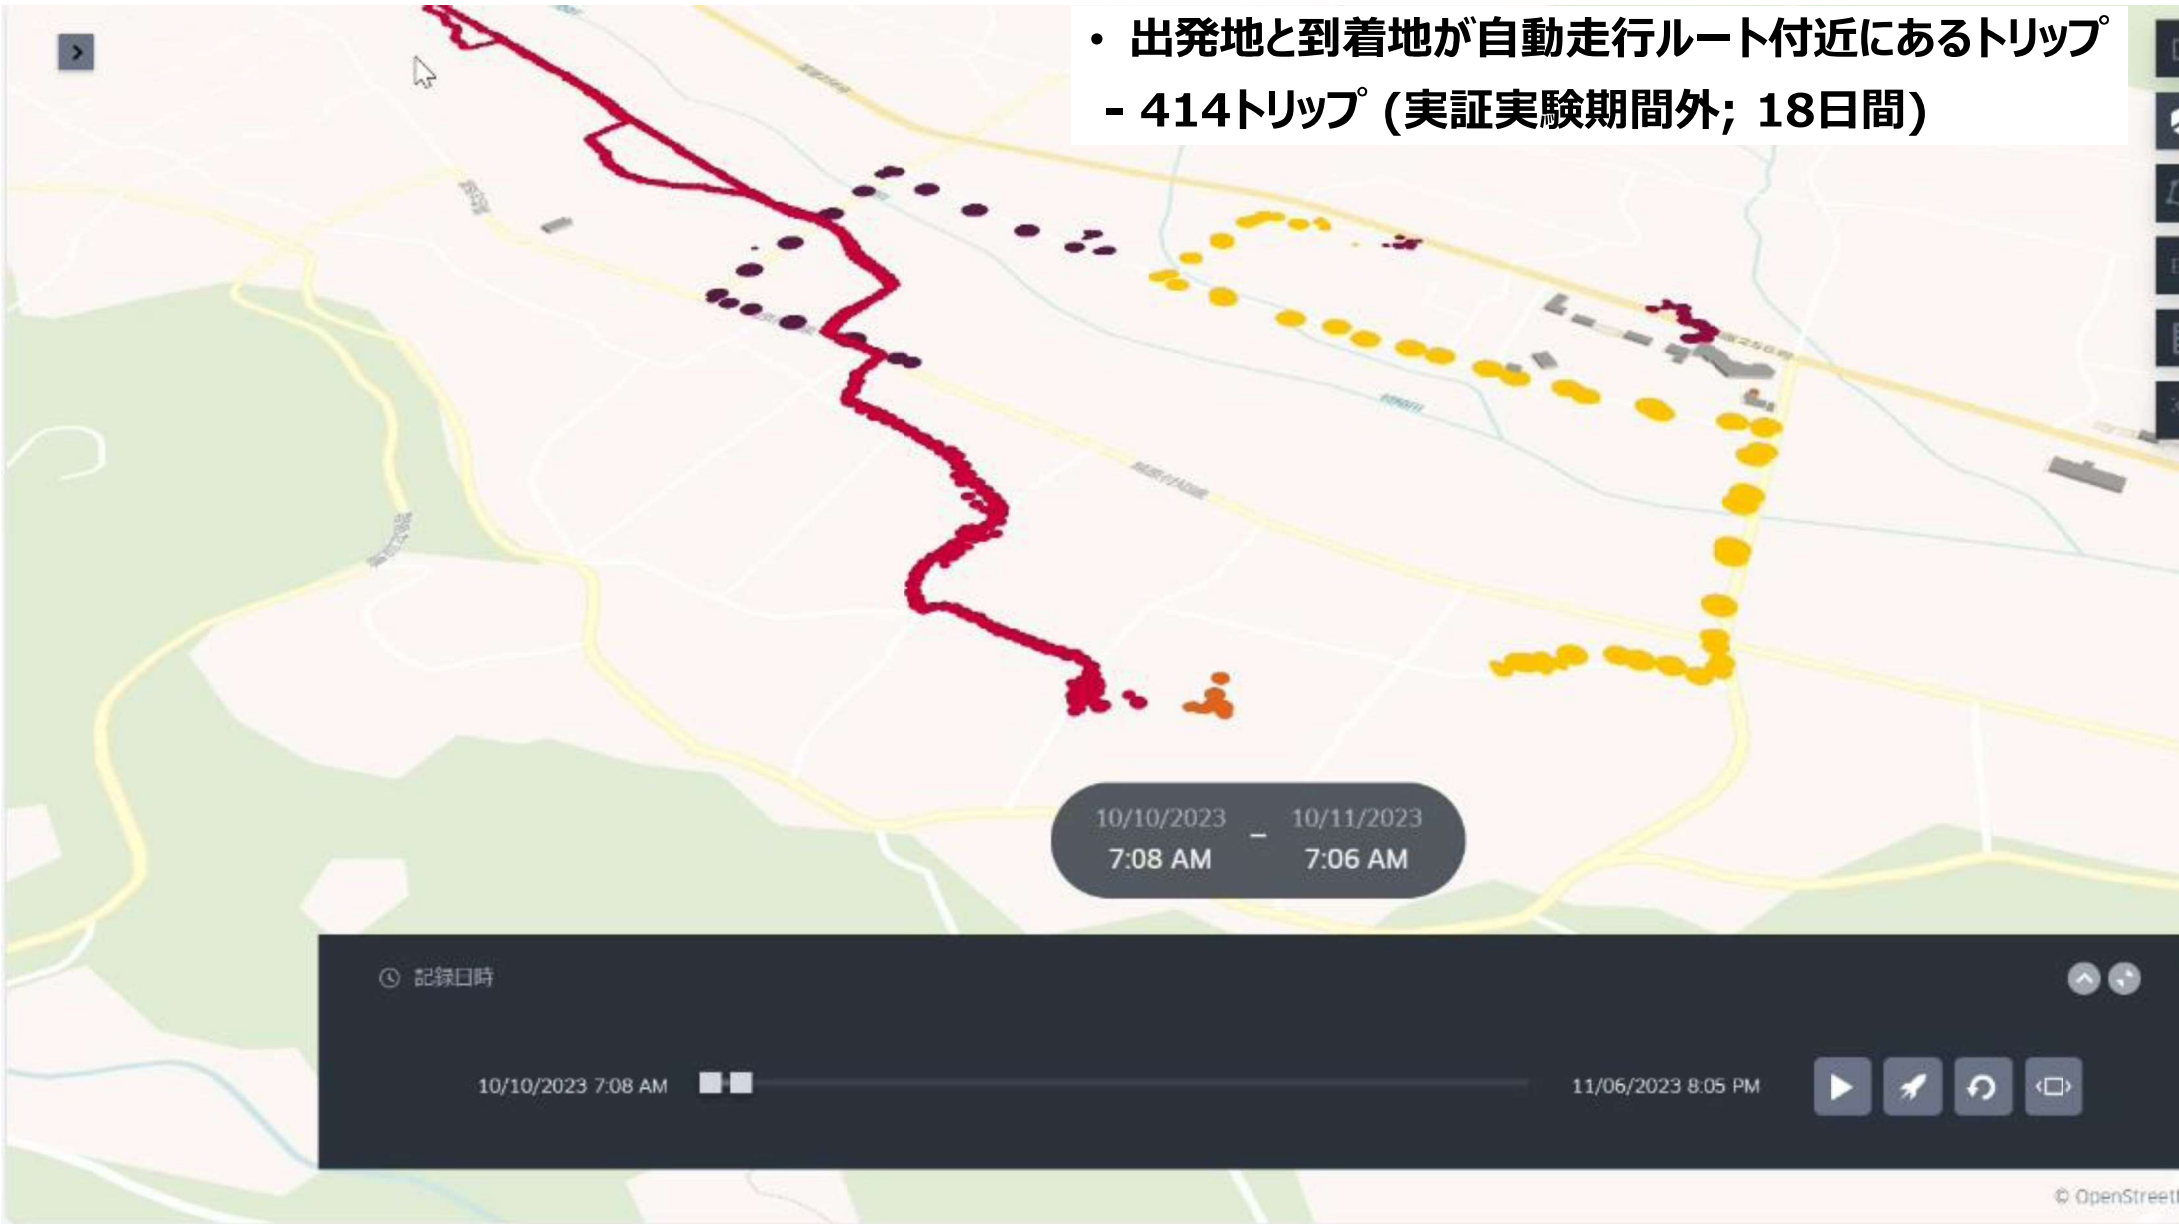 • 出発地と到着地が自動走行ルート付近にあるトリップ
- 414トリップ (実証実験期間外; 18日間)
付知川
10/10/2023 – 10/11/2023
7:08 AM 7:06 AM
記録日時
10/10/2023 7:08 AM
11/06/2023 8:05 PM
© OpenStreet